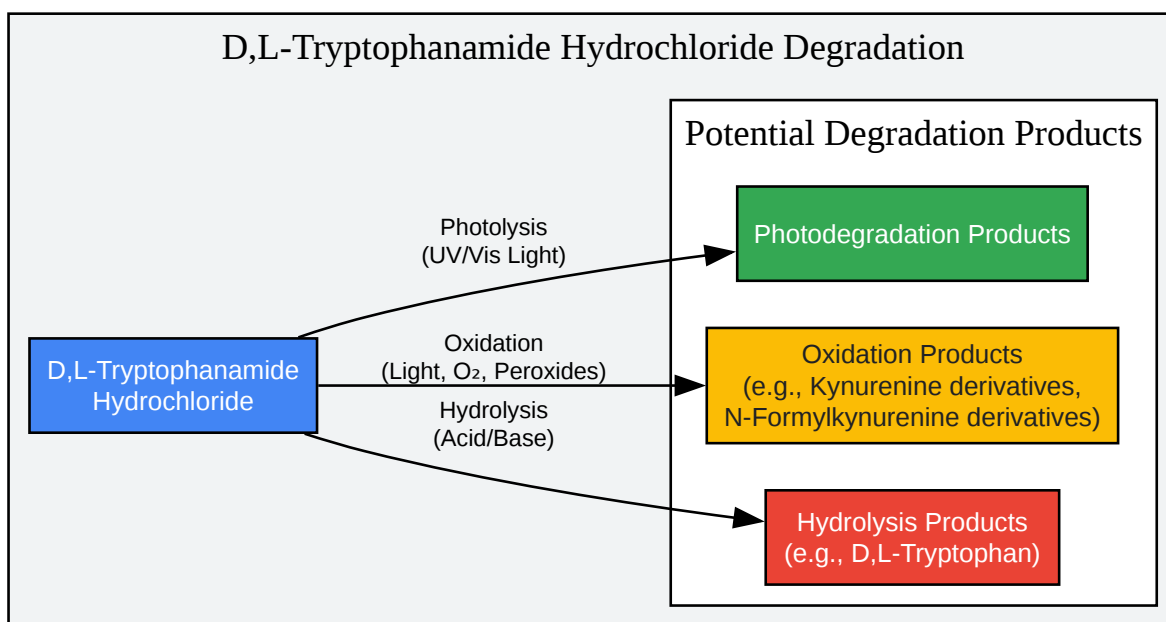 D,L-Tryptophanamide Hydrochloride Degradation
Potential Degradation Products
Photolysis
(UV/Vis Light)
Photodegradation Products
D,L-Tryptophanamide
Hydrochloride
Oxidation
(Light, O₂, Peroxides)
Oxidation Products
(e.g., Kynurenine derivatives,
N-Formylkynurenine derivatives)
Hydrolysis
(Acid/Base)
Hydrolysis Products
(e.g., D,L-Tryptophan)